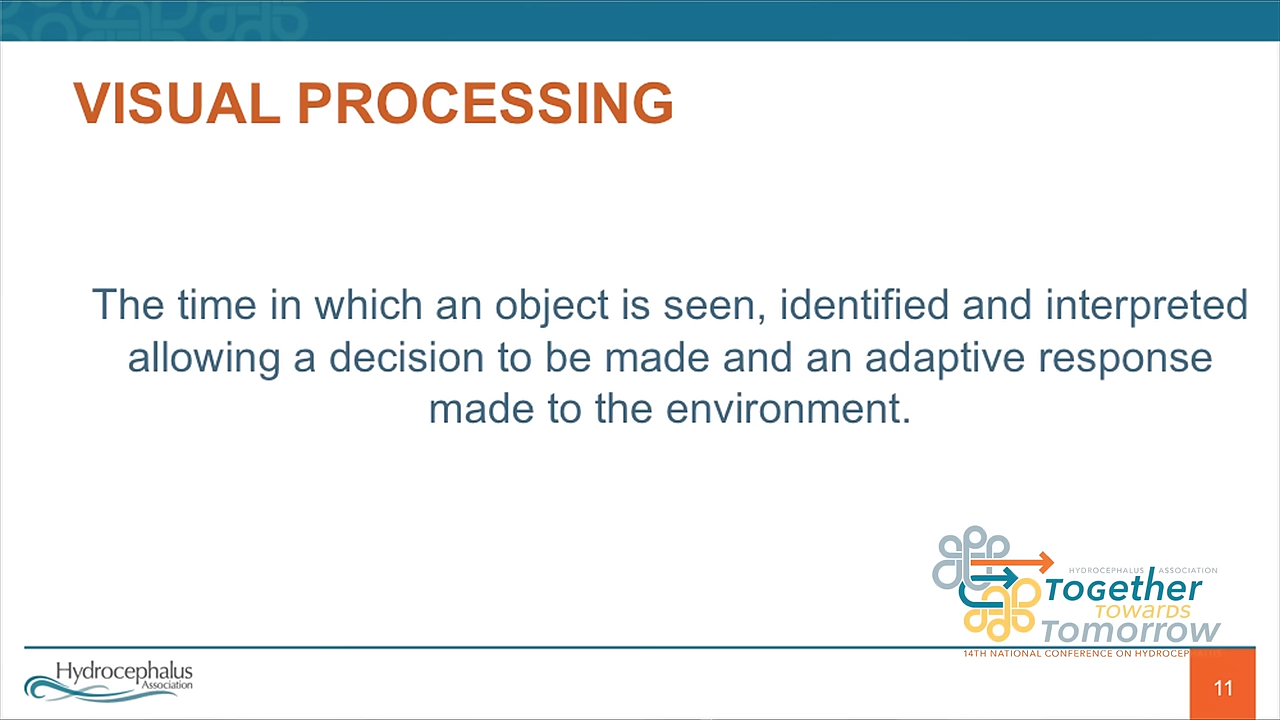 VISUAL PROCESSING
The time in which an object is seen, identified and interpreted
allowing a decision to be made and an adaptive response
made to the environment.
HYDROCEPHALUS ASSOCIATION
Together
TOWARDS
Tomorrow
14TH NATIONAL CONFERENCE ON HYDROCEPHALUS
Hydrocephalus
Association
11